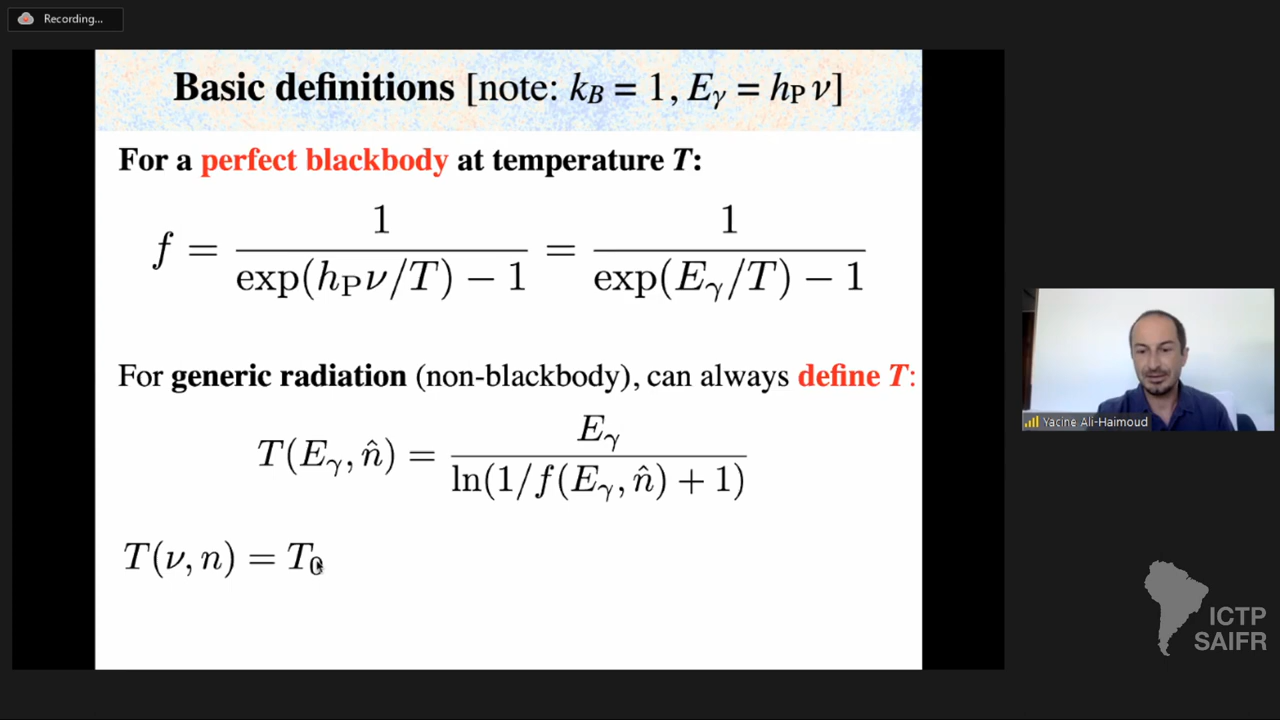 Recording...
Basic definitions [note: k_B = 1, E_γ = h_P ν]
For a perfect blackbody at temperature T:
f = 1/(exp(h_P ν/T) − 1) = 1/(exp(E_γ/T) − 1)
For generic radiation (non-blackbody), can always define T:
T(E_γ, n̂) = E_γ/ln(1/f(E_γ, n̂) + 1)
T(ν, n) = T_0
Yacine Ali-Haimoud
ICTP
SAIFR